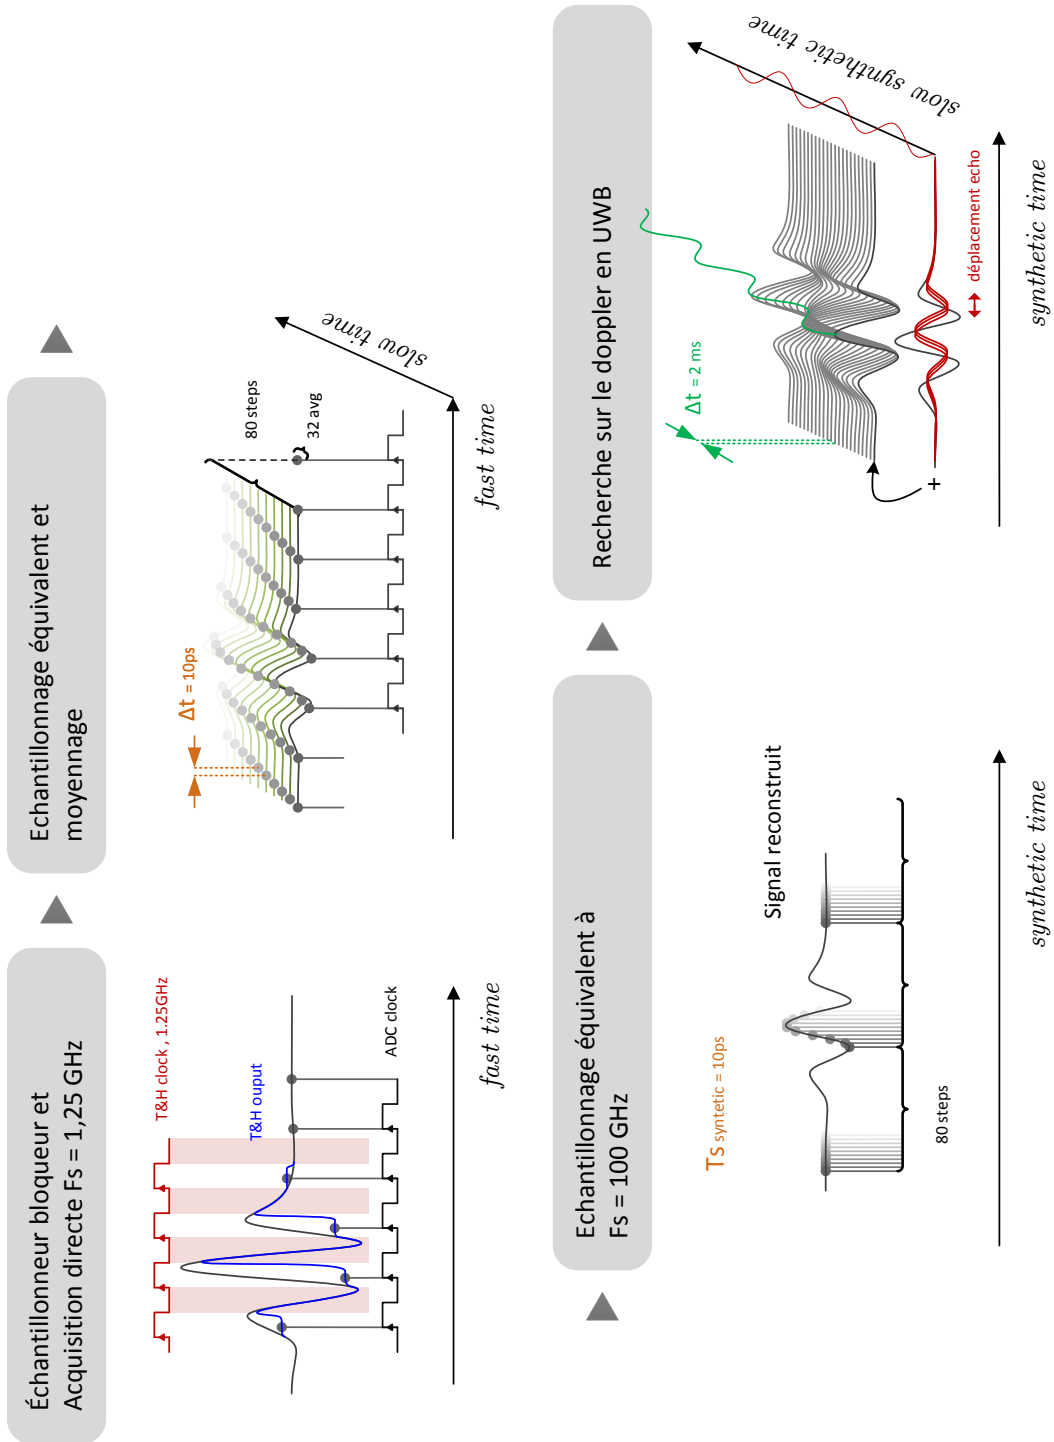 Échantillonneur bloqueur et
Acquisition directe Fs = 1,25 GHz
T&H clock , 1.25GHz
T&H ouput
ADC clock
fast time
Echantillonnage équivalent et
moyennage
Δt = 10ps
80 steps
32 avg
slow time
fast time
Echantillonnage équivalent à
Fs = 100 GHz
Ts syntetic = 10ps
Signal reconstruit
80 steps
synthetic time
Recherche sur le doppler en UWB
Δt = 2 ms
slow synthetic time
+
déplacement echo
synthetic time